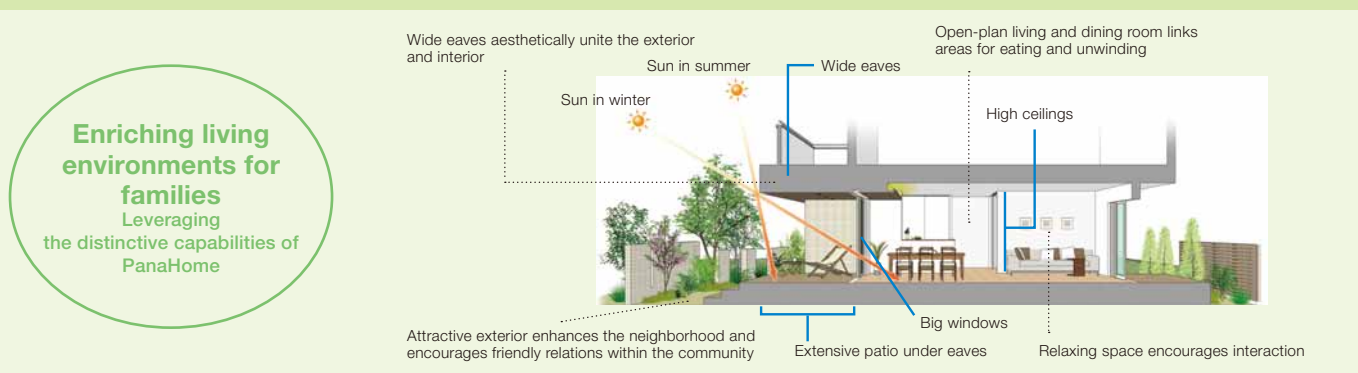 Enriching living
environments for
families
Leveraging
the distinctive capabilities of
PanaHome
Wide eaves aesthetically unite the exterior
and interior
Sun in summer
Sun in winter
Wide eaves
Open-plan living and dining room links
areas for eating and unwinding
High ceilings
Attractive exterior enhances the neighborhood and
encourages friendly relations within the community
Extensive patio under eaves
Big windows
Relaxing space encourages interaction